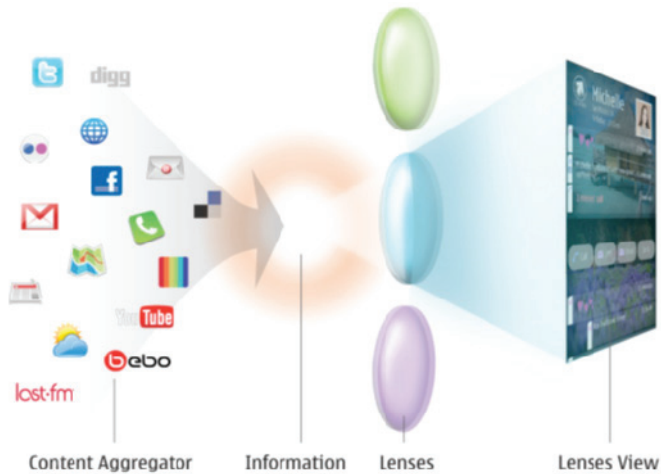 digg
f
YouTube
bebo
last·fm
Michelle
Content Aggregator
Information
Lenses
Lenses View